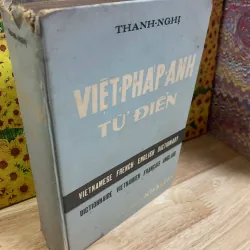 THANH-NGHỊ
VIỆT-PHÁP-ANH
TỪ ĐIỂN
VIETNAMESE FRENCH ENGLISH DICTIONARY
DICTIONNAIRE VIETNAMIEN FRANÇAIS ANGLAIS